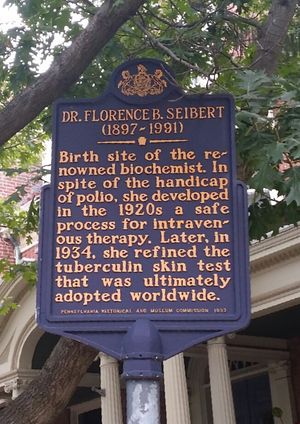 DR. FLORENCE B. SEIBERT
(1897-1991)
Birth site of the re-
nowned biochemist. In
spite of the handicap
of polio, she developed
in the 1920s a safe
process for intraven-
ous therapy. Later, in
1934, she refined the
tuberculin skin test
that was ultimately
adopted worldwide.
PENNSYLVANIA HISTORICAL AND MUSEUM COMMISSION